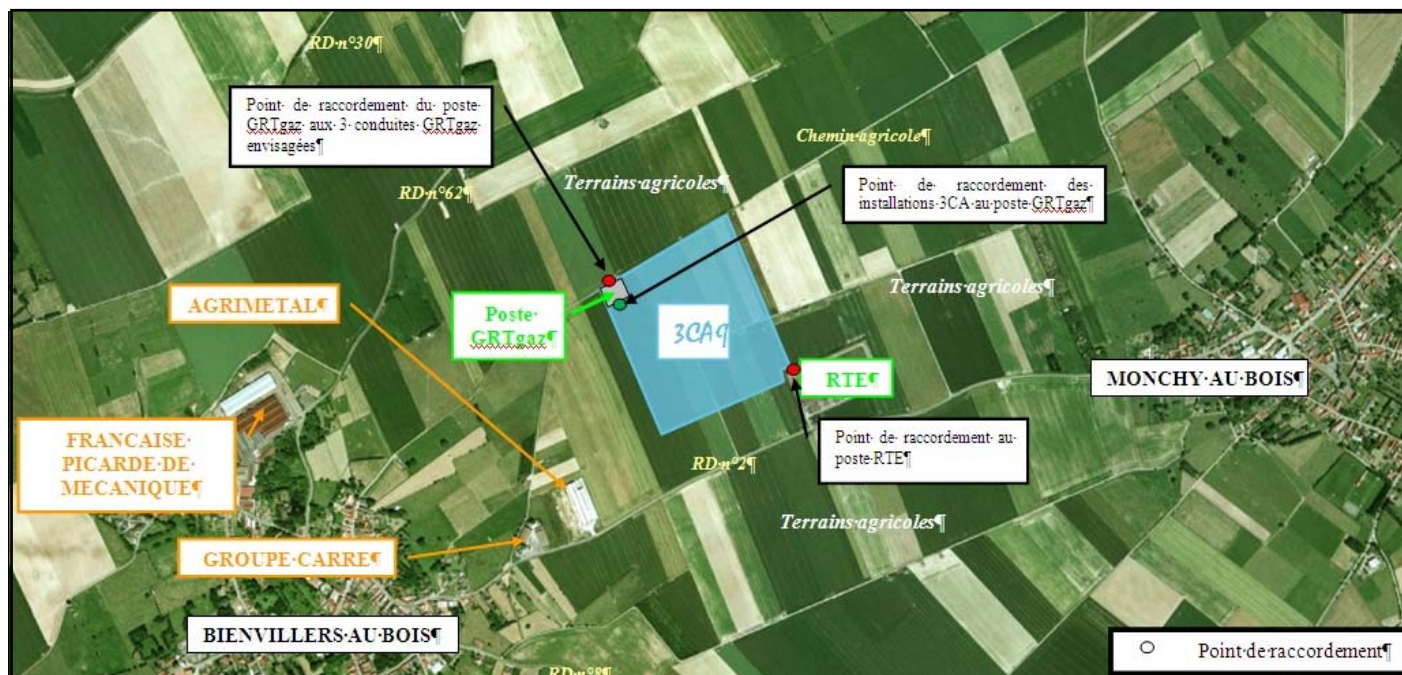 RD·n°30¶
Point· de· raccordement· du· poste·
GRTgaz· aux· 3· conduites· GRTgaz·
envisagées¶
Chemin·agricole¶
Terrains·agricoles¶
Point· de· raccordement· des·
installations·3CA·au·poste·GRTgaz¶
RD·n°62¶
AGRIMETAL¶
Poste·
GRTgaz¶
3CA¶
Terrains·agricoles¶
RTE¶
MONCHY·AU·BOIS¶
FRANCAISE·
PICARDE·DE·
MECANIQUE¶
Point· de· raccordement· au·
poste·RTE¶
RD·n°2¶
Terrains·agricoles¶
GROUPE·CARRE¶
BIENVILLERS·AU·BOIS¶
RD·n°8¶
Point·de·raccordement¶